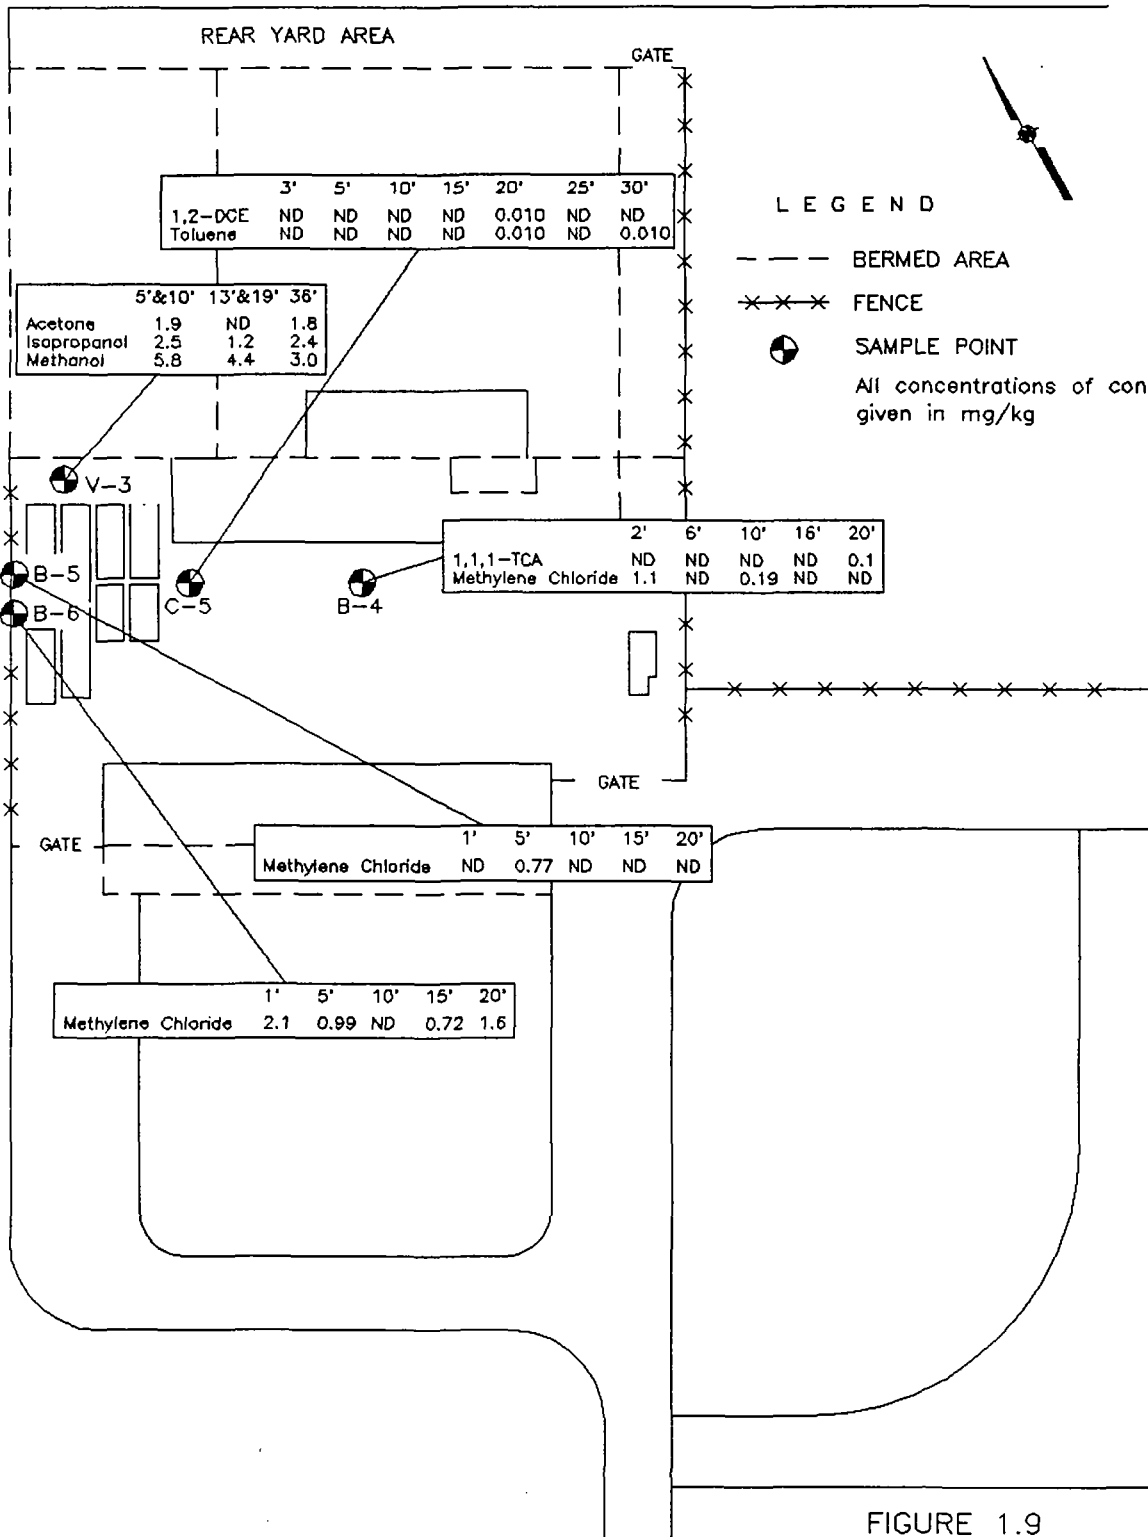 REAR YARD AREA
GATE
3' 5' 10' 15' 20' 25' 30'
1,2-DCE ND ND ND ND 0.010 ND ND
Toluene ND ND ND ND 0.010 ND 0.010
LEGEND
BERMED AREA
FENCE
SAMPLE POINT
All concentrations of con
given in mg/kg
5'&10' 13'&19' 36'
Acetone 1.9 ND 1.8
Isopropanol 2.5 1.2 2.4
Methanol 5.8 4.4 3.0
V-3
2' 6' 10' 16' 20'
1,1,1-TCA ND ND ND ND 0.1
Methylene Chloride 1.1 ND 0.19 ND ND
B-5
B-6
C-5
B-4
GATE
GATE
1' 5' 10' 15' 20'
Methylene Chloride ND 0.77 ND ND ND
1' 5' 10' 15' 20'
Methylene Chloride 2.1 0.99 ND 0.72 1.6
FIGURE 1.9